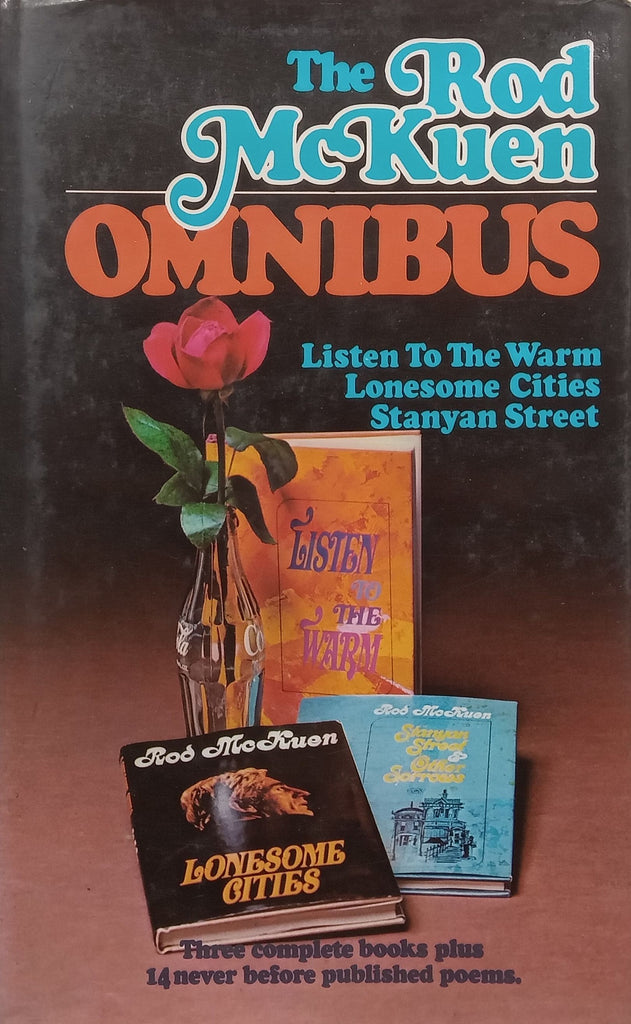 The Rod
McKuen
OMNIBUS
Listen To The Warm
Lonesome Cities
Stanyan Street
LISTEN
TO
THE
WARM
Rod McKuen
Stanyan
Street
&
Other
Sorrows
Rod McKuen
LONESOME
CITIES
Three complete books plus
14 never before published poems.